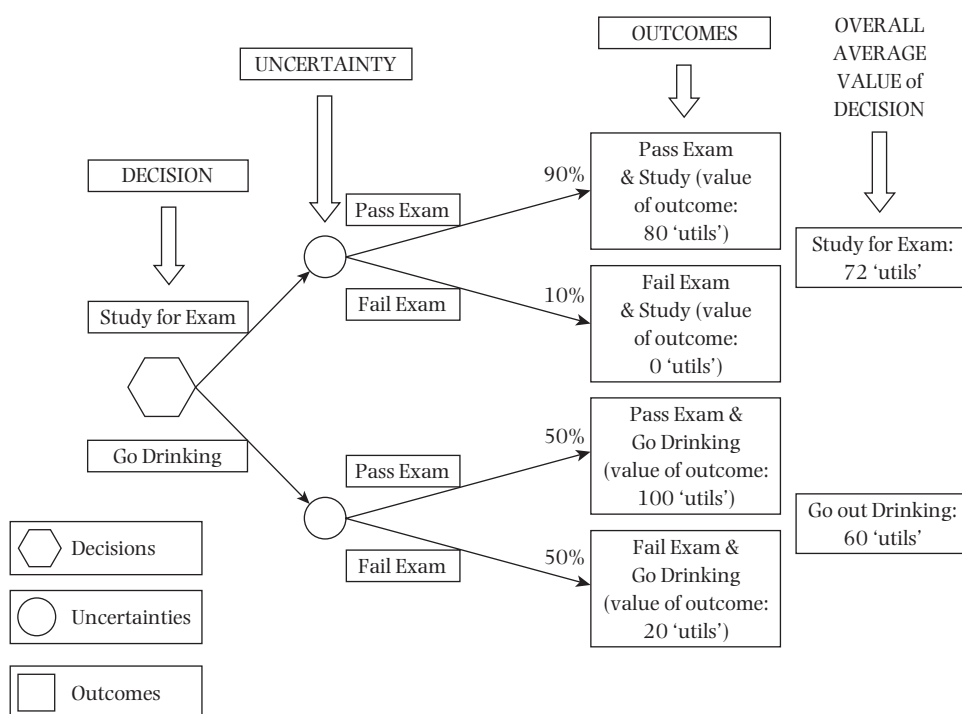 OUTCOMES
OVERALL
AVERAGE
VALUE of
DECISION
UNCERTAINTY
DECISION
90%
Pass Exam
Pass Exam
& Study (value
of outcome:
80 ‘utils’)
Study for Exam:
72 ‘utils’
Fail Exam
10%
Fail Exam
& Study (value
of outcome:
0 ‘utils’)
Study for Exam
Go Drinking
50%
Pass Exam
Pass Exam &
Go Drinking
(value of outcome:
100 ‘utils’)
Go out Drinking:
60 ‘utils’
Fail Exam
50%
Fail Exam &
Go Drinking
(value of outcome:
20 ‘utils’)
Decisions
Uncertainties
Outcomes